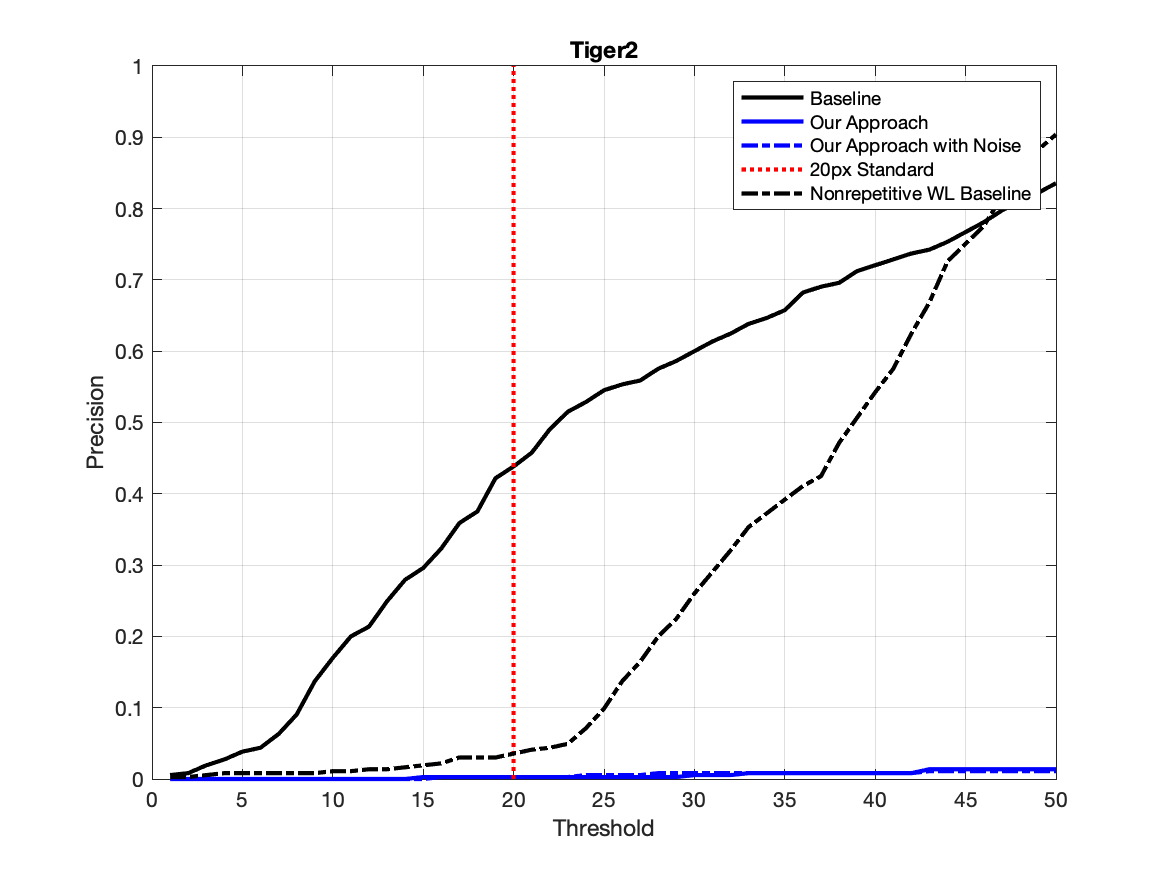 Tiger2
1
0.9
0.8
0.7
0.6
0.5
0.4
0.3
0.2
0.1
0
Precision
Baseline
Our Approach
Our Approach with Noise
20px Standard
Nonrepetitive WL Baseline
0 5 10 15 20 25 30 35 40 45 50
Threshold